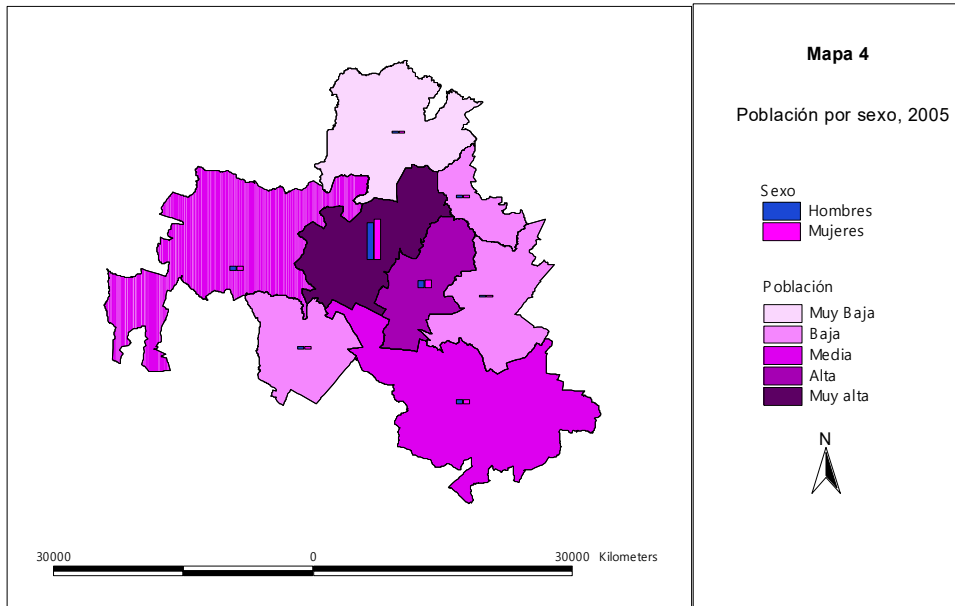 Mapa 4
Población por sexo, 2005
Sexo
Hombres
Mujeres
Población
Muy Baja
Baja
Media
Alta
Muy alta
N
30000 0 30000 Kilometers